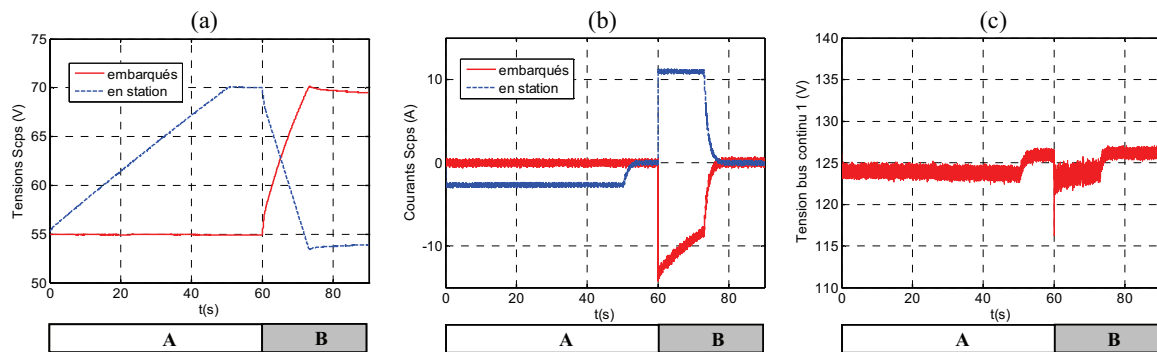 (a)
75
70
65
60
55
50
Tensions Scps (V)
embarqués
en station
0
20
40
60
80
t(s)
A
B
(b)
10
0
-10
Courants Scps (A)
embarqués
en station
0
20
40
60
80
t(s)
A
B
(c)
140
135
130
125
120
115
110
Tension bus continu 1 (V)
0
20
40
60
80
t(s)
A
B